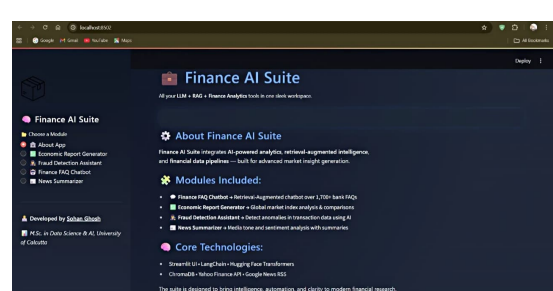 localhost:8502
Google
Gmail
YouTube
Maps
All Bookmarks
Deploy
Finance AI Suite
Choose a Module
About App
Economic Report Generator
Fraud Detection Assistant
Finance FAQ Chatbot
News Summarizer
Developed by Sohan Ghosh
M.Sc. in Data Science & AI, University
of Calcutta
Finance AI Suite
All your LLM + RAG + Finance Analytics tools in one sleek workspace.
About Finance AI Suite
Finance AI Suite integrates AI-powered analytics, retrieval-augmented intelligence,
and financial data pipelines — built for advanced market insight generation.
Modules Included:
• Finance FAQ Chatbot → Retrieval-Augmented chatbot over 1,700+ bank FAQs
• Economic Report Generator → Global market index analysis & comparisons
• Fraud Detection Assistant → Detect anomalies in transaction data using AI
• News Summarizer → Media tone and sentiment analysis with summaries
Core Technologies:
• Streamlit UI • LangChain • Hugging Face Transformers
• ChromaDB • Yahoo Finance API • Google News RSS
The suite is designed to bring intelligence, automation, and clarity to modern financial research.